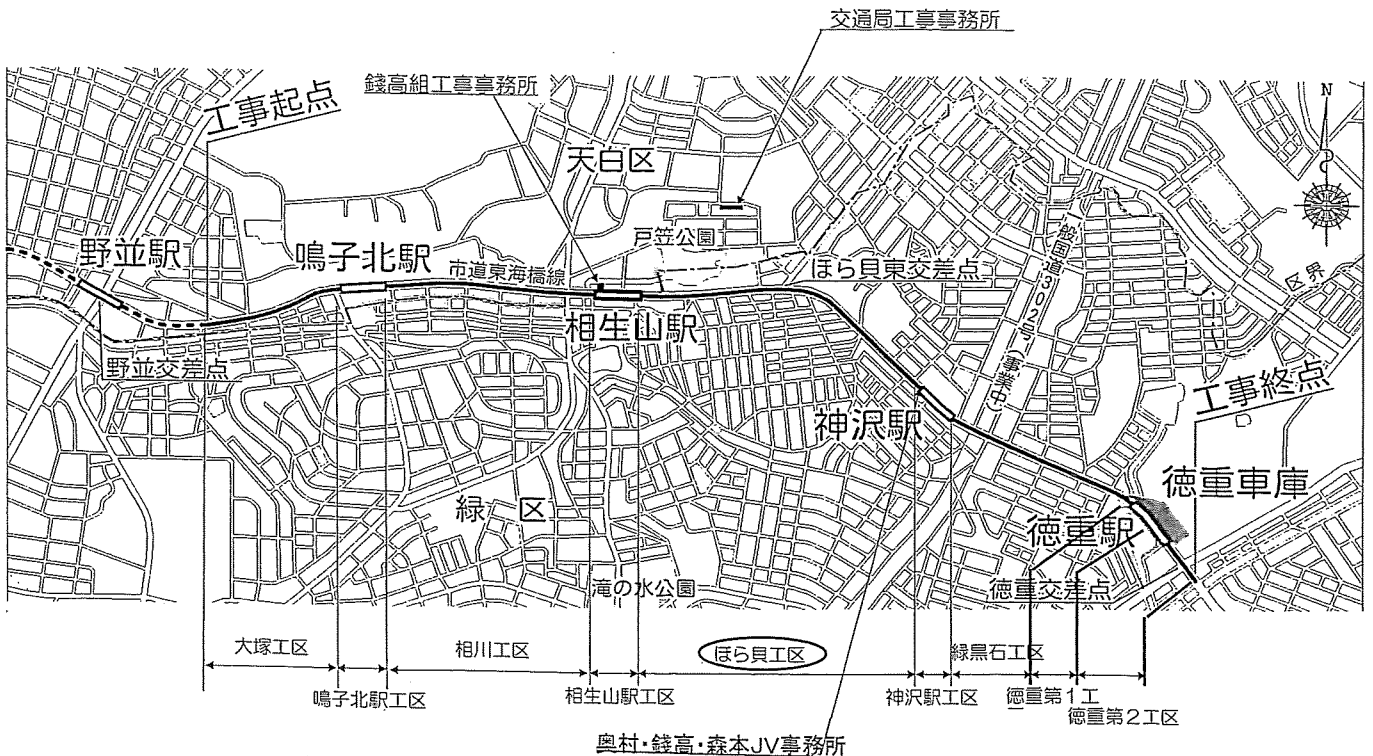 交通局工事事務所
錢高組工事事務所
工事起点
N
天白区
野並駅
鳴子北駅
市道東海橋線
戸笠公園
ほら貝東交差点
一般国道302号(事業中)
区界
相生山駅
野並交差点
神沢駅
工事終点
徳重車庫
緑 区
徳重駅
滝の水公園
徳重交差点
大塚工区
相川工区
ほら貝工区
緑黒石工区
鳴子北駅工区
相生山駅工区
神沢駅工区
徳重第1工
徳重第2工区
奥村・錢高・森本JV事務所